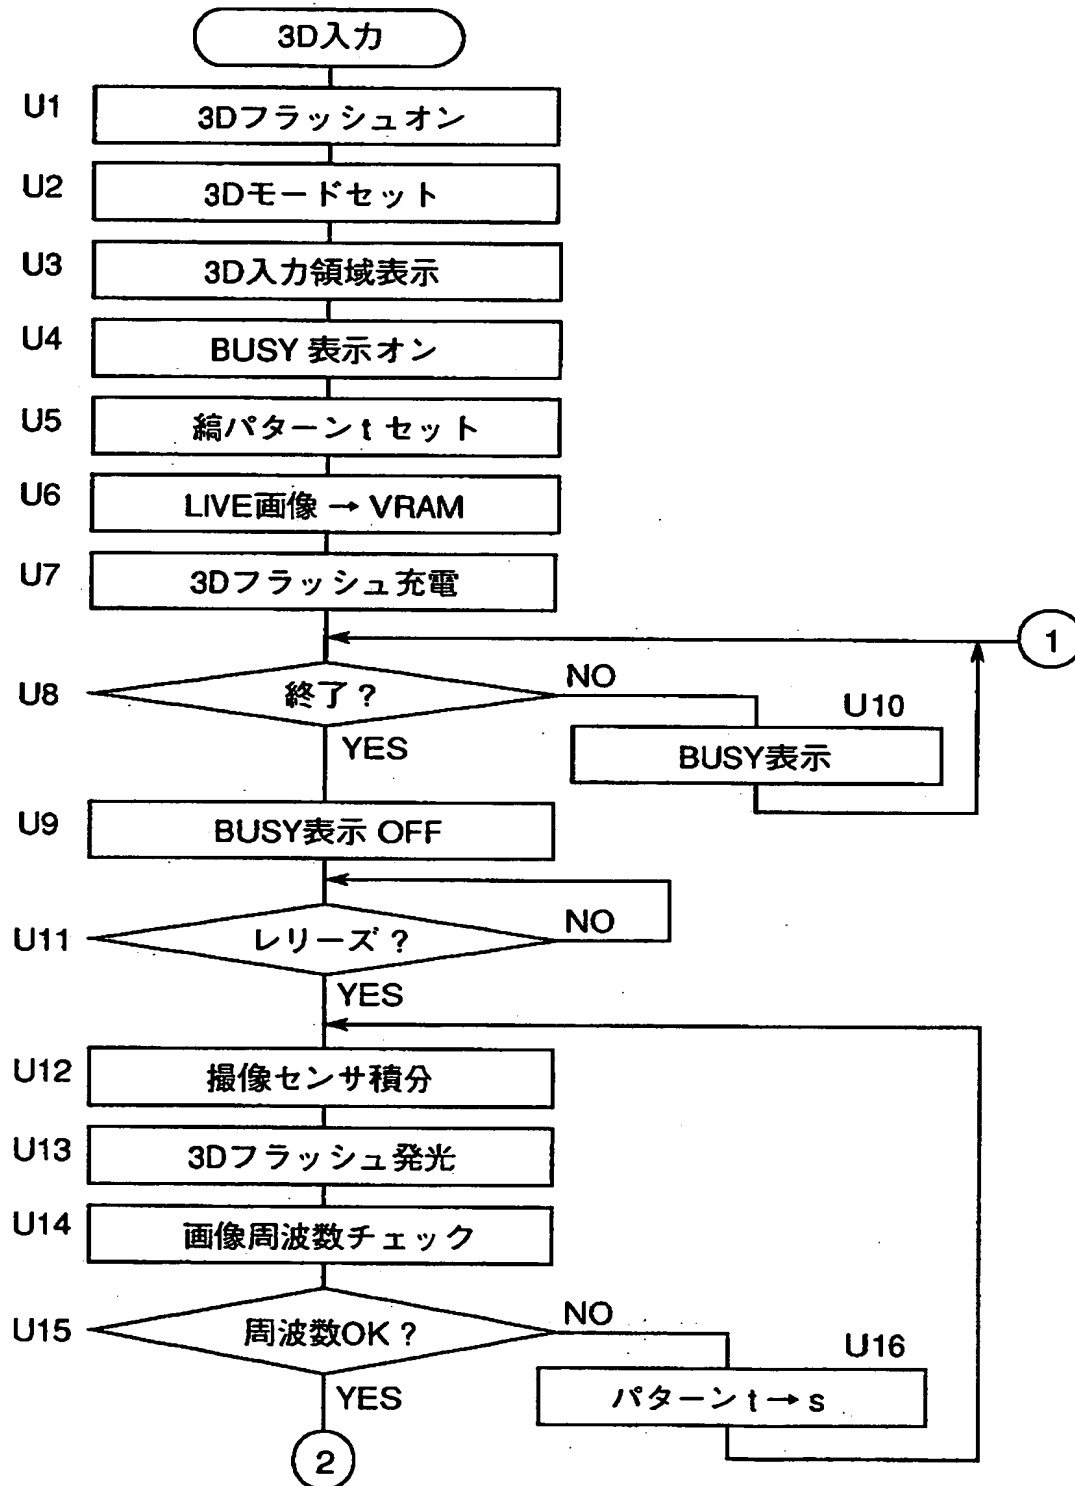 3D入力
U1 3Dフラッシュオン
U2 3Dモードセット
U3 3D入力領域表示
U4 BUSY 表示オン
U5 縞パターン t セット
U6 LIVE画像 → VRAM
U7 3Dフラッシュ充電
1
U8 終了? NO
YES
U10
BUSY表示
U9 BUSY表示 OFF
U11 レリーズ? NO
YES
U12 撮像センサ積分
U13 3Dフラッシュ発光
U14 画像周波数チェック
U15 周波数OK? NO
YES
U16
パターン t → s
2